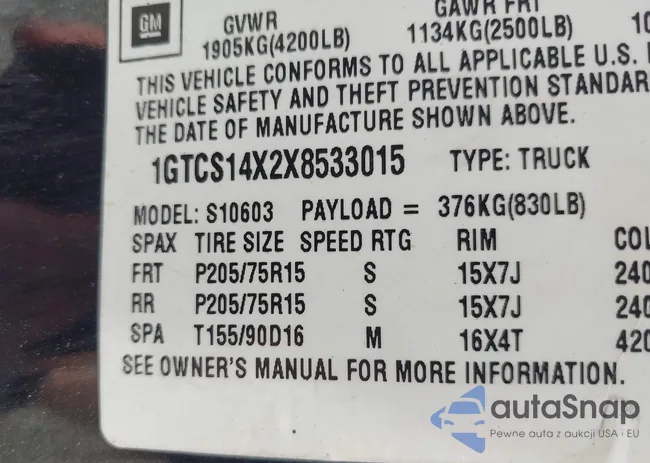 GM GVWR GAWR FRT
1905KG(4200LB) 1134KG(2500LB) 10
THIS VEHICLE CONFORMS TO ALL APPLICABLE U.S.
VEHICLE SAFETY AND THEFT PREVENTION STANDAR
THE DATE OF MANUFACTURE SHOWN ABOVE.
1GTCS14X2X8533015 TYPE: TRUCK
MODEL: S10603 PAYLOAD = 376KG(830LB)
SPAX TIRE SIZE SPEED RTG RIM COL
FRT P205/75R15 S 15X7J 240
RR P205/75R15 S 15X7J 240
SPA T155/90D16 M 16X4T 420
SEE OWNER'S MANUAL FOR MORE INFORMATION.
autaSnap
Pewne auta z aukcji USA i EU